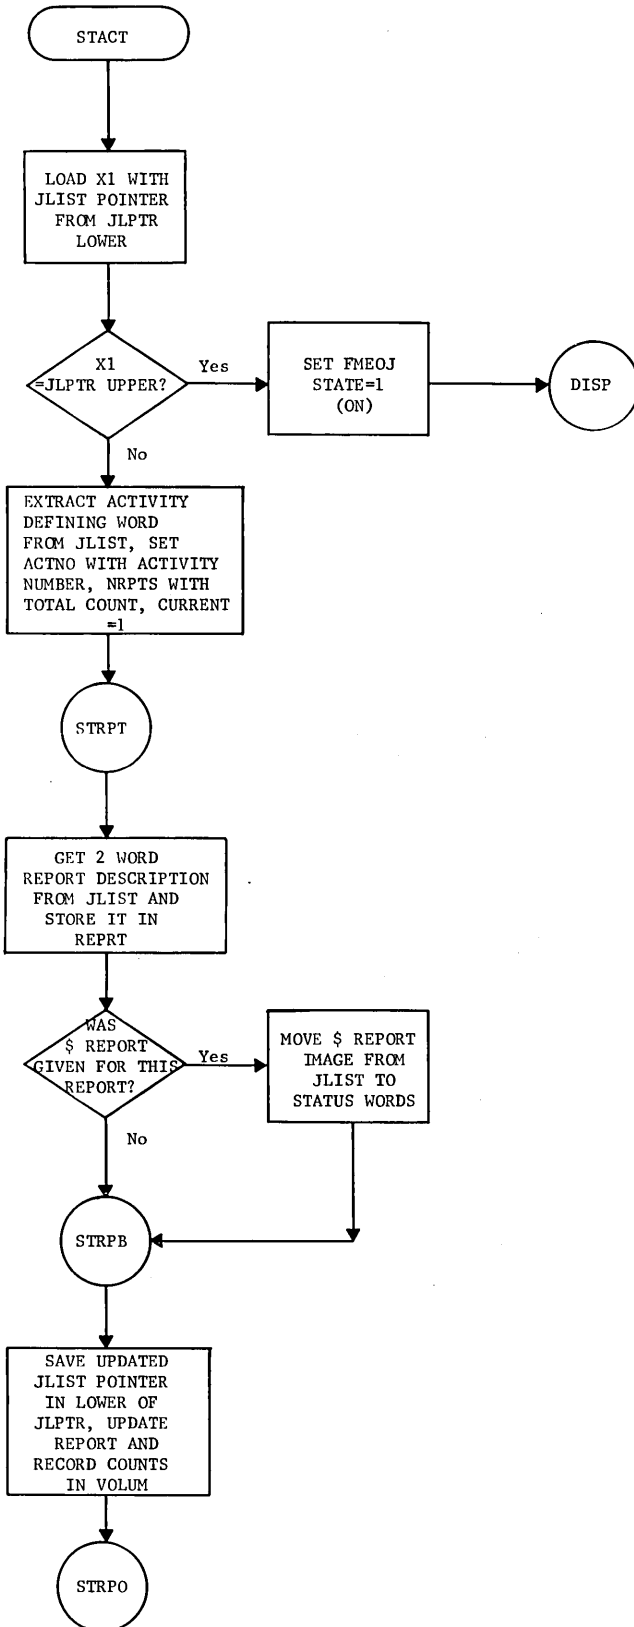 STACT
LOAD X1 WITH
JLIST POINTER
FROM JLPTR
LOWER
X1
=JLPTR UPPER?
Yes
SET FMEOJ
STATE=1
(ON)
DISP
No
EXTRACT ACTIVITY
DEFINING WORD
FROM JLIST, SET
ACTNO WITH ACTIVITY
NUMBER, NRPTS WITH
TOTAL COUNT, CURRENT
=1
STRPT
GET 2 WORD
REPORT DESCRIPTION
FROM JLIST AND
STORE IT IN
REPRT
WAS
$ REPORT
GIVEN FOR THIS
REPORT?
Yes
MOVE $ REPORT
IMAGE FROM
JLIST TO
STATUS WORDS
No
STRPB
SAVE UPDATED
JLIST POINTER
IN LOWER OF
JLPTR, UPDATE
REPORT AND
RECORD COUNTS
IN VOLUM
STRPO